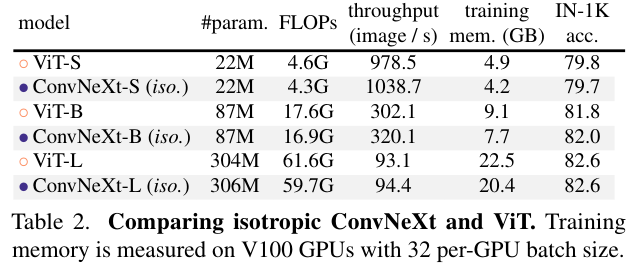 model #param. FLOPs throughput (image / s) training mem. (GB) IN-1K acc.
ViT-S 22M 4.6G 978.5 4.9 79.8
ConvNeXt-S (iso.) 22M 4.3G 1038.7 4.2 79.7
ViT-B 87M 17.6G 302.1 9.1 81.8
ConvNeXt-B (iso.) 87M 16.9G 320.1 7.7 82.0
ViT-L 304M 61.6G 93.1 22.5 82.6
ConvNeXt-L (iso.) 306M 59.7G 94.4 20.4 82.6
Table 2. Comparing isotropic ConvNeXt and ViT. Training
memory is measured on V100 GPUs with 32 per-GPU batch size.